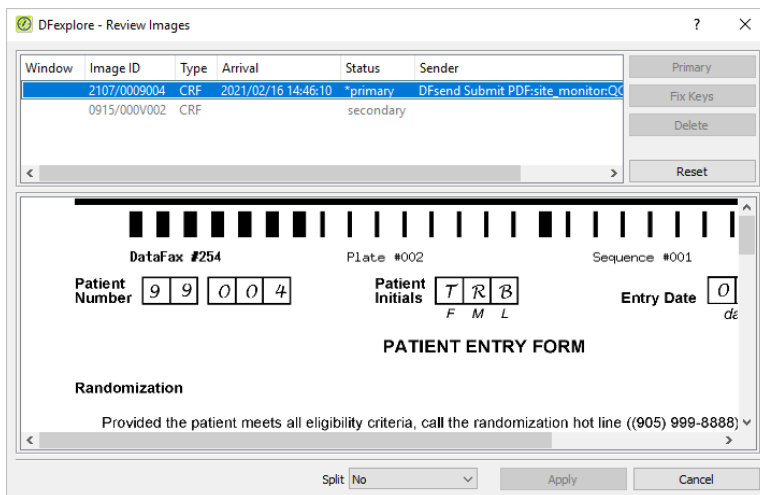 DFexplore - Review Images ? ×
Window Image ID Type Arrival Status Sender
2107/0009004 CRF 2021/02/16 14:46:10 *primary DFsend Submit PDF:site_monitor:QC
0915/000V002 CRF secondary
Primary
Fix Keys
Delete
Reset
DataFax #254 Plate #002 Sequence #001
Patient Number 9 9 0 0 4 Patient Initials T R B Entry Date 0
F M L da
PATIENT ENTRY FORM
Randomization
Provided the patient meets all eligibility criteria, call the randomization hot line ((905) 999-8888)
Split No Apply Cancel